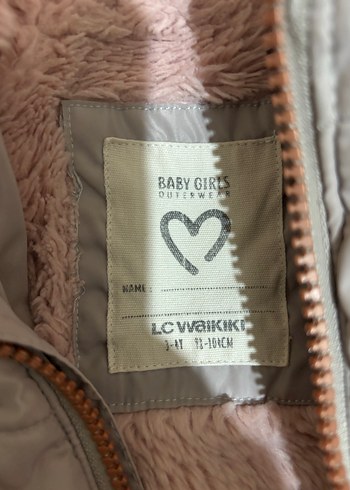 BABY GIRLS
OUTERWEAR
NAME:
LC WAIKIKI
3-4Y 98-104CM